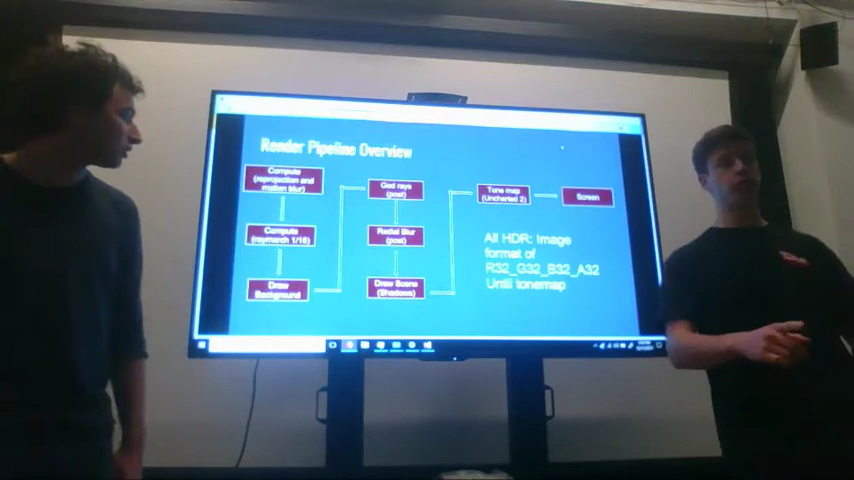 Render Pipeline Overview
Compute
(reprojection and
motion blur)
Compute
(raymarch 1/16)
Draw
Background
God rays
(post)
Radial Blur
(post)
Draw Scene
(Shadows)
Tone map
(Uncharted 2)
Screen
All HDR: Image
format of
R32_G32_B32_A32
Until tonemap